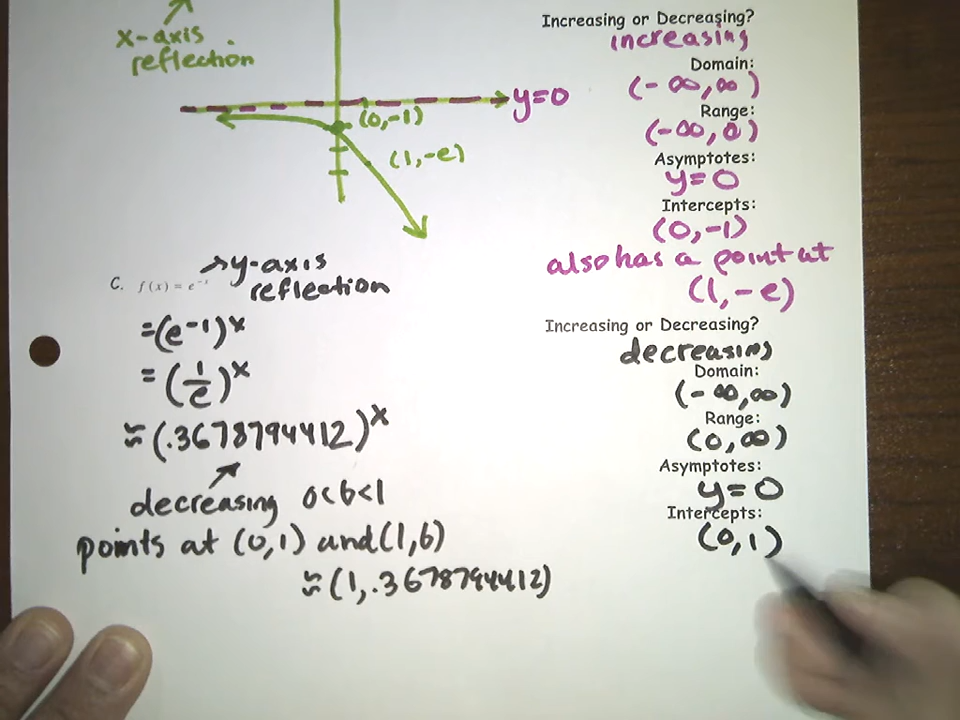 x-axis
reflection
y=0
(0,-1)
(1,-e)
Increasing or Decreasing?
increasing
Domain:
(-∞,∞)
Range:
(-∞,0)
Asymptotes:
y=0
Intercepts:
(0,-1)
also has a point at
(1,-e)
C. f(x) = e⁻ˣ
y-axis
reflection
=(e⁻¹)ˣ
=(1/e)ˣ
≈(.3678794412)ˣ
decreasing 0<b<1
points at (0,1) and (1,b)
≈(1,.3678794412)
Increasing or Decreasing?
decreasing
Domain:
(-∞,∞)
Range:
(0,∞)
Asymptotes:
y=0
Intercepts:
(0,1)